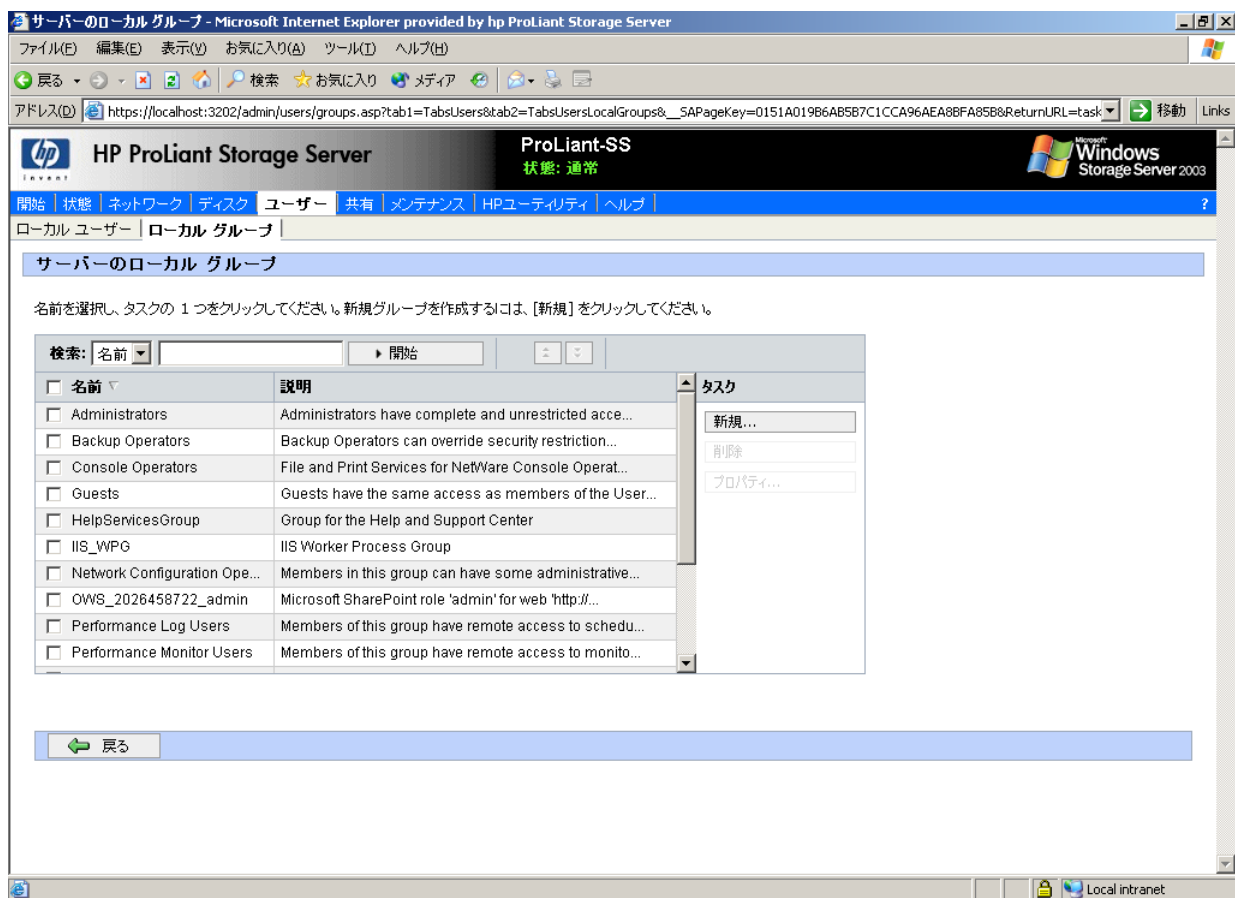 サーバーのローカル グループ - Microsoft Internet Explorer provided by hp ProLiant Storage Server
ファイル(F) 編集(E) 表示(V) お気に入り(A) ツール(T) ヘルプ(H)
戻る 検索 お気に入り メディア
アドレス(D) https://localhost:3202/admin/users/groups.asp?tab1=TabsUsers&tab2=TabsUsersLocalGroups&__SAPageKey=0151A019B6AB5B7C1CCA96AEA8BFA85B&ReturnURL=task 移動 Links
hp invent HP ProLiant Storage Server
ProLiant-SS
状態: 通常
Microsoft Windows Storage Server 2003
開始 状態 ネットワーク ディスク ユーザー 共有 メンテナンス HPユーティリティ ヘルプ ?
ローカル ユーザー ローカル グループ
サーバーのローカル グループ
名前を選択し、タスクの 1 つをクリックしてください。新規グループを作成するには、[新規] をクリックしてください。
検索: 名前 開始
名前 説明 タスク
Administrators Administrators have complete and unrestricted acce... 新規...
Backup Operators Backup Operators can override security restriction... 削除
Console Operators File and Print Services for NetWare Console Operat... プロパティ...
Guests Guests have the same access as members of the User...
HelpServicesGroup Group for the Help and Support Center
IIS_WPG IIS Worker Process Group
Network Configuration Ope... Members in this group can have some administrative...
OWS_2026458722_admin Microsoft SharePoint role 'admin' for web 'http://...
Performance Log Users Members of this group have remote access to schedu...
Performance Monitor Users Members of this group have remote access to monito...
戻る
Local intranet